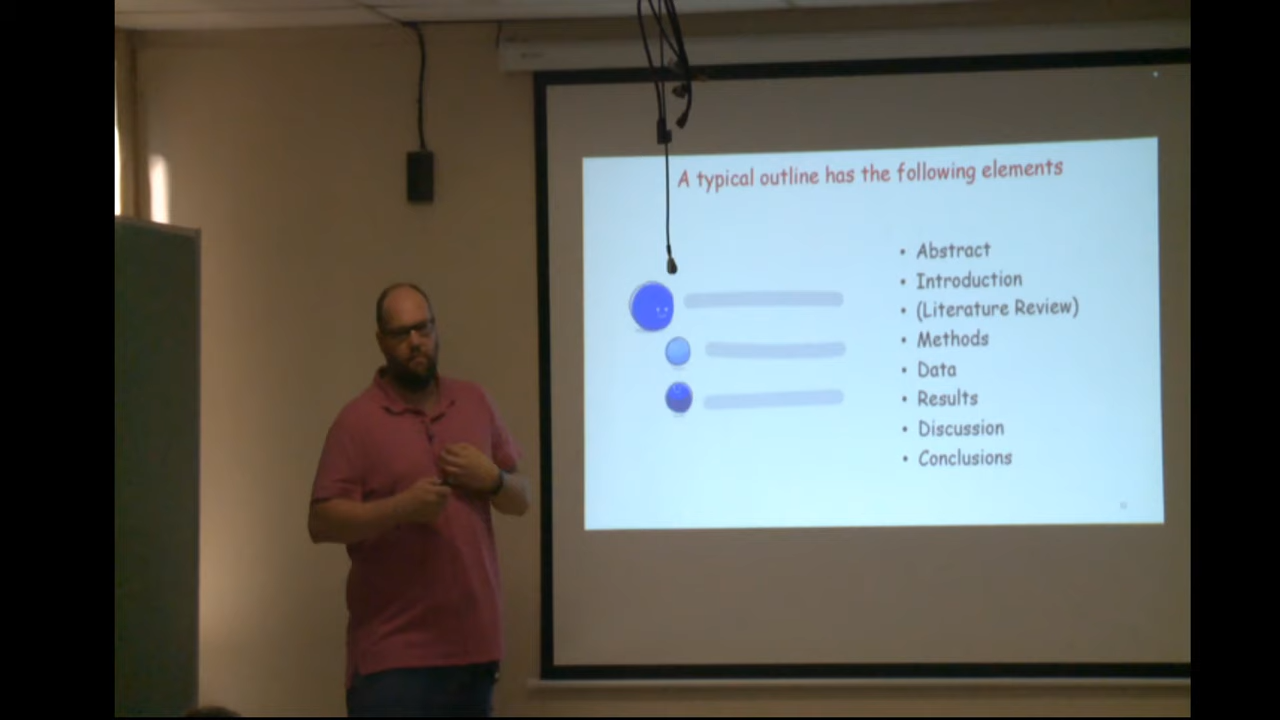 A typical outline has the following elements
• Abstract
• Introduction
• (Literature Review)
• Methods
• Data
• Results
• Discussion
• Conclusions